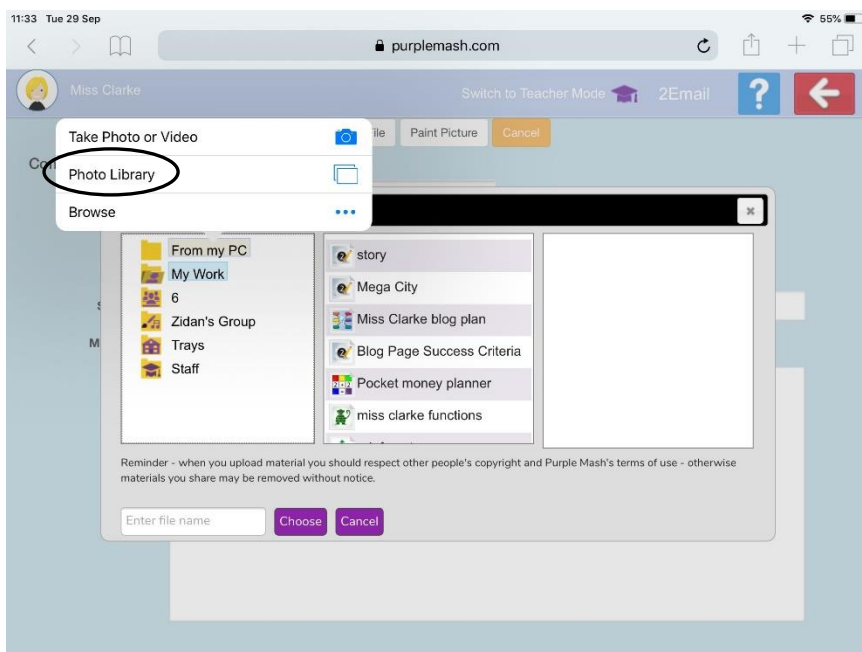 11:33 Tue 29 Sep
55%
purplemash.com
Miss Clarke
Switch to Teacher Mode
2Email
?
Take Photo or Video
Photo Library
Browse
Paint Picture
Cancel
From my PC
My Work
6
Zidan's Group
Trays
Staff
story
Mega City
Miss Clarke blog plan
Blog Page Success Criteria
Pocket money planner
miss clarke functions
Reminder - when you upload material you should respect other people's copyright and Purple Mash's terms of use - otherwise
materials you share may be removed without notice.
Enter file name
Choose
Cancel